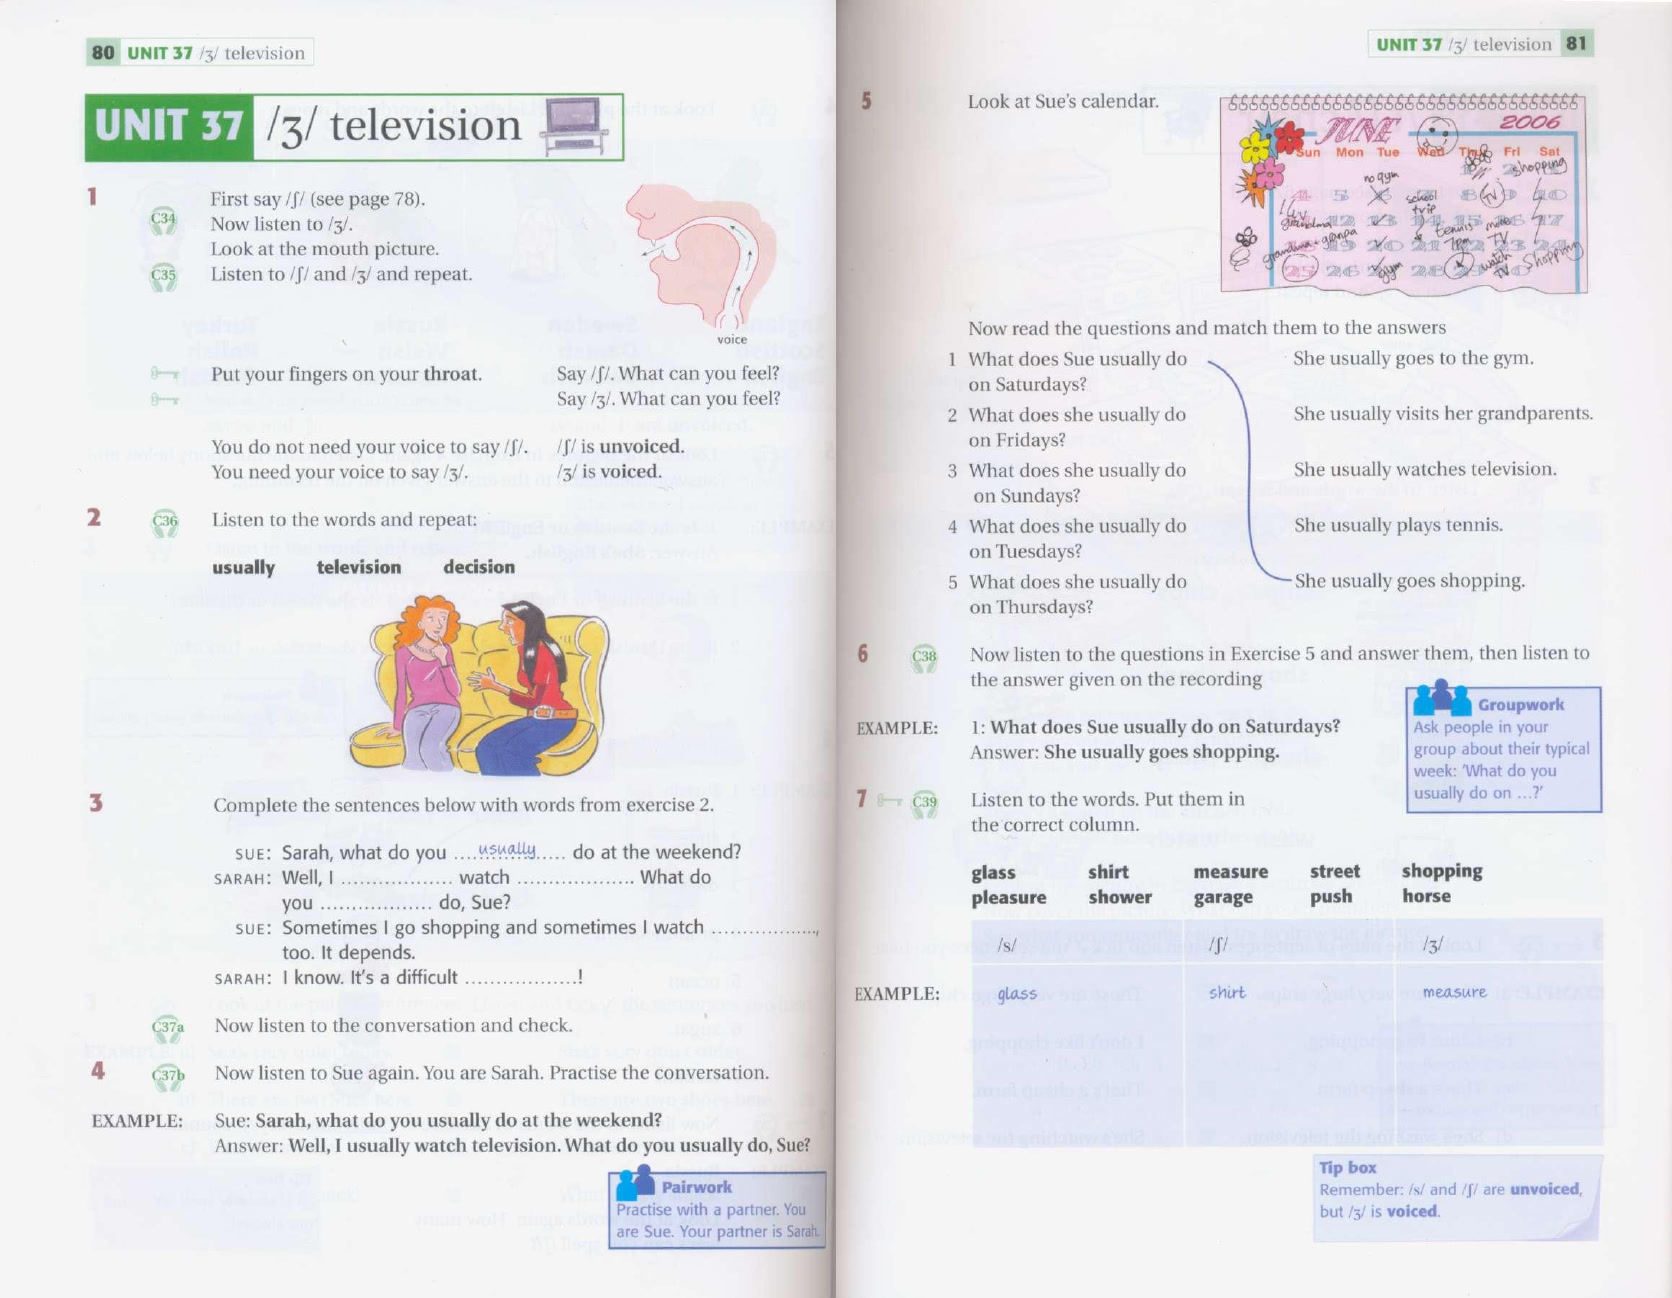 80 UNIT 37 /ʒ/ television
UNIT 37 /ʒ/ television
1
C34
First say /ʃ/ (see page 78).
Now listen to /ʒ/.
Look at the mouth picture.
C35
Listen to /ʃ/ and /ʒ/ and repeat.
voice
Put your fingers on your throat. Say /ʃ/. What can you feel?
Say /ʒ/. What can you feel?
You do not need your voice to say /ʃ/. /ʃ/ is unvoiced.
You need your voice to say /ʒ/. /ʒ/ is voiced.
2 C36 Listen to the words and repeat:
usually television decision
3 Complete the sentences below with words from exercise 2.
SUE: Sarah, what do you ....usually..... do at the weekend?
SARAH: Well, I .................. watch ................... What do
you .................. do, Sue?
SUE: Sometimes I go shopping and sometimes I watch ..................,
too. It depends.
SARAH: I know. It's a difficult ..................!
C37a Now listen to the conversation and check.
4 C37b Now listen to Sue again. You are Sarah. Practise the conversation.
EXAMPLE: Sue: Sarah, what do you usually do at the weekend?
Answer: Well, I usually watch television. What do you usually do, Sue?
Pairwork
Practise with a partner. You
are Sue. Your partner is Sarah.
UNIT 37 /ʒ/ television 81
5 Look at Sue's calendar.
JUNE 2006
Sun Mon Tue Wed Thu Fri Sat
shopping
no gym
4 5 6 7 8 9 10
school
trip
TV
grandma
12 13 14 15 16 17
tennis
grandma + grandpa
19 20 21 22 23 24
7pm
TV
25 26 gym 28 29 30
watch
TV
shopping
Now read the questions and match them to the answers
1 What does Sue usually do She usually goes to the gym.
on Saturdays?
2 What does she usually do She usually visits her grandparents.
on Fridays?
3 What does she usually do She usually watches television.
on Sundays?
4 What does she usually do She usually plays tennis.
on Tuesdays?
5 What does she usually do She usually goes shopping.
on Thursdays?
6 C38 Now listen to the questions in Exercise 5 and answer them, then listen to
the answer given on the recording
EXAMPLE: 1: What does Sue usually do on Saturdays?
Answer: She usually goes shopping.
Groupwork
Ask people in your
group about their typical
week: 'What do you
usually do on ...?'
7 C39 Listen to the words. Put them in
the correct column.
glass shirt measure street shopping
pleasure shower garage push horse
/s/ /ʃ/ /ʒ/
EXAMPLE: glass shirt measure
Tip box
Remember: /s/ and /ʃ/ are unvoiced,
but /ʒ/ is voiced.